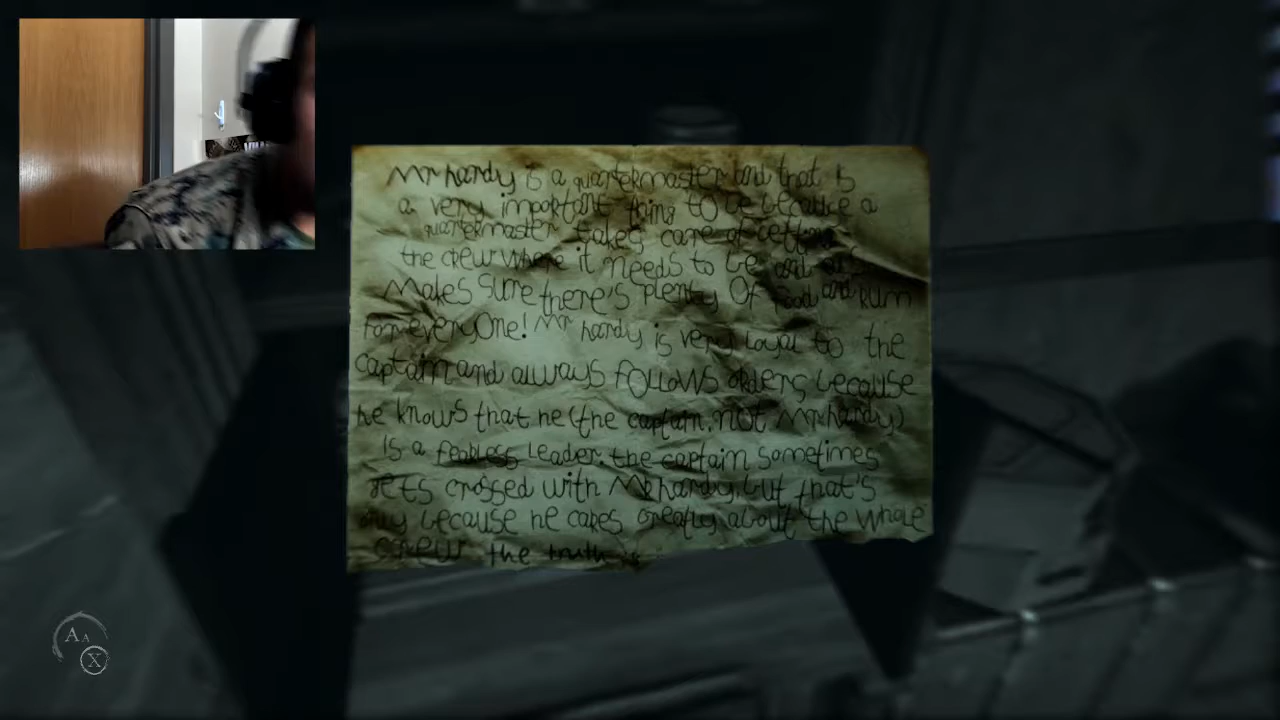 Mr hardy is a quartermaster and that is
a very important thing to be because a
quartermaster takes care of getting
the crew where it needs to be and
Makes Sure there's plenty Of food and RUM
for everyone! Mr hardy is very loyal to the
captain and always follows orders because
he knows that he (the captain, not Mr hardy)
is a fearless leader the captain sometimes
gets crossed with Mr hardy, but that's
only because he cares greatly about the whole
crew the truth is
A A
X